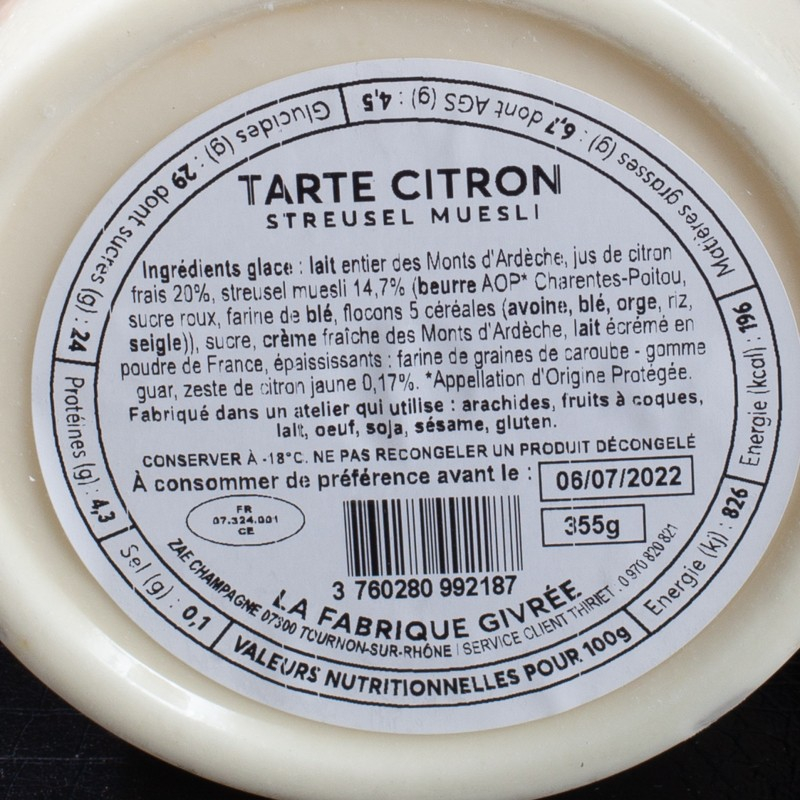 TARTE CITRON
STREUSEL MUESLI
Ingrédients glace : lait entier des Monts d'Ardèche, jus de citron
frais 20%, streusel muesli 14,7% (beurre AOP* Charentes-Poitou,
sucre roux, farine de blé, flocons 5 céréales (avoine, blé, orge, riz,
seigle)), sucre, crème fraîche des Monts d'Ardèche, lait écrémé en
poudre de France, épaississants : farine de graines de caroube - gomme
guar, zeste de citron jaune 0,17%. *Appellation d'Origine Protégée.
Fabriqué dans un atelier qui utilise : arachides, fruits à coques,
lait, oeuf, soja, sésame, gluten.
CONSERVER À -18°C. NE PAS RECONGELER UN PRODUIT DÉCONGELÉ
À consommer de préférence avant le : 06/07/2022
355g
FR
07.324.001
CE
3 760280 992187
LA FABRIQUE GIVRÉE
ZAE CHAMPAGNE 07300 TOURNON-SUR-RHÔNE | SERVICE CLIENT THIRIET : 0 970 820 821
VALEURS NUTRITIONNELLES POUR 100g
Energie (kj) : 826
Energie (kcal) : 196
Matières grasses (g) : 6,7 dont AGS (g) : 4,5
Glucides (g) : 29 dont sucres (g) : 24
Protéines (g) : 4,3
Sel (g) : 0,1